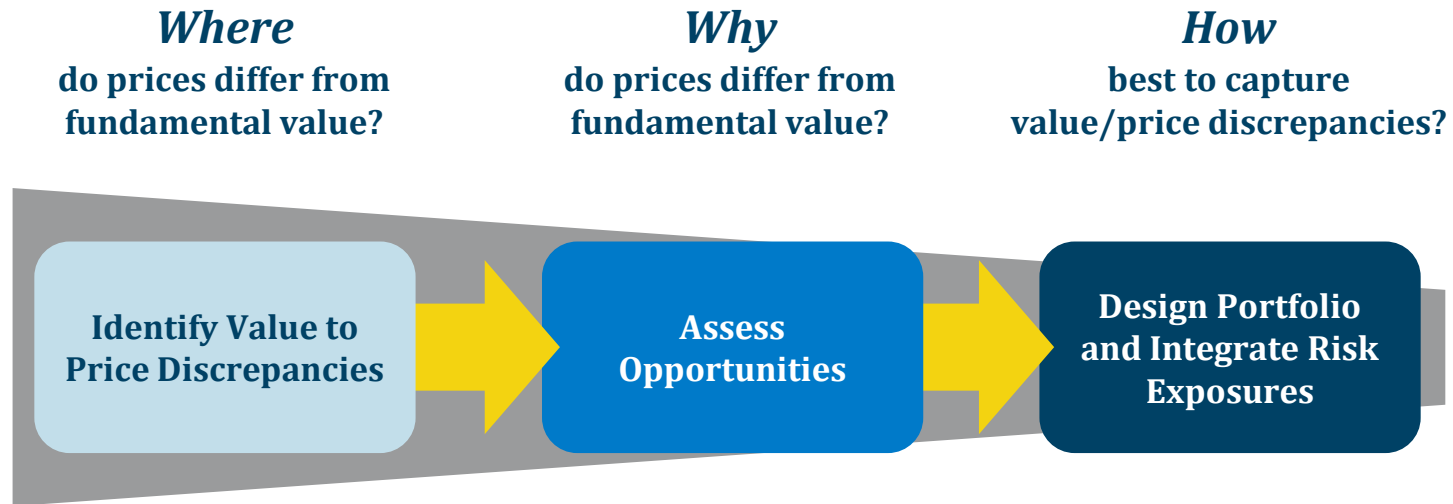 Where
do prices differ from
fundamental value?
Why
do prices differ from
fundamental value?
How
best to capture
value/price discrepancies?
Identify Value to
Price Discrepancies
Assess
Opportunities
Design Portfolio
and Integrate Risk
Exposures